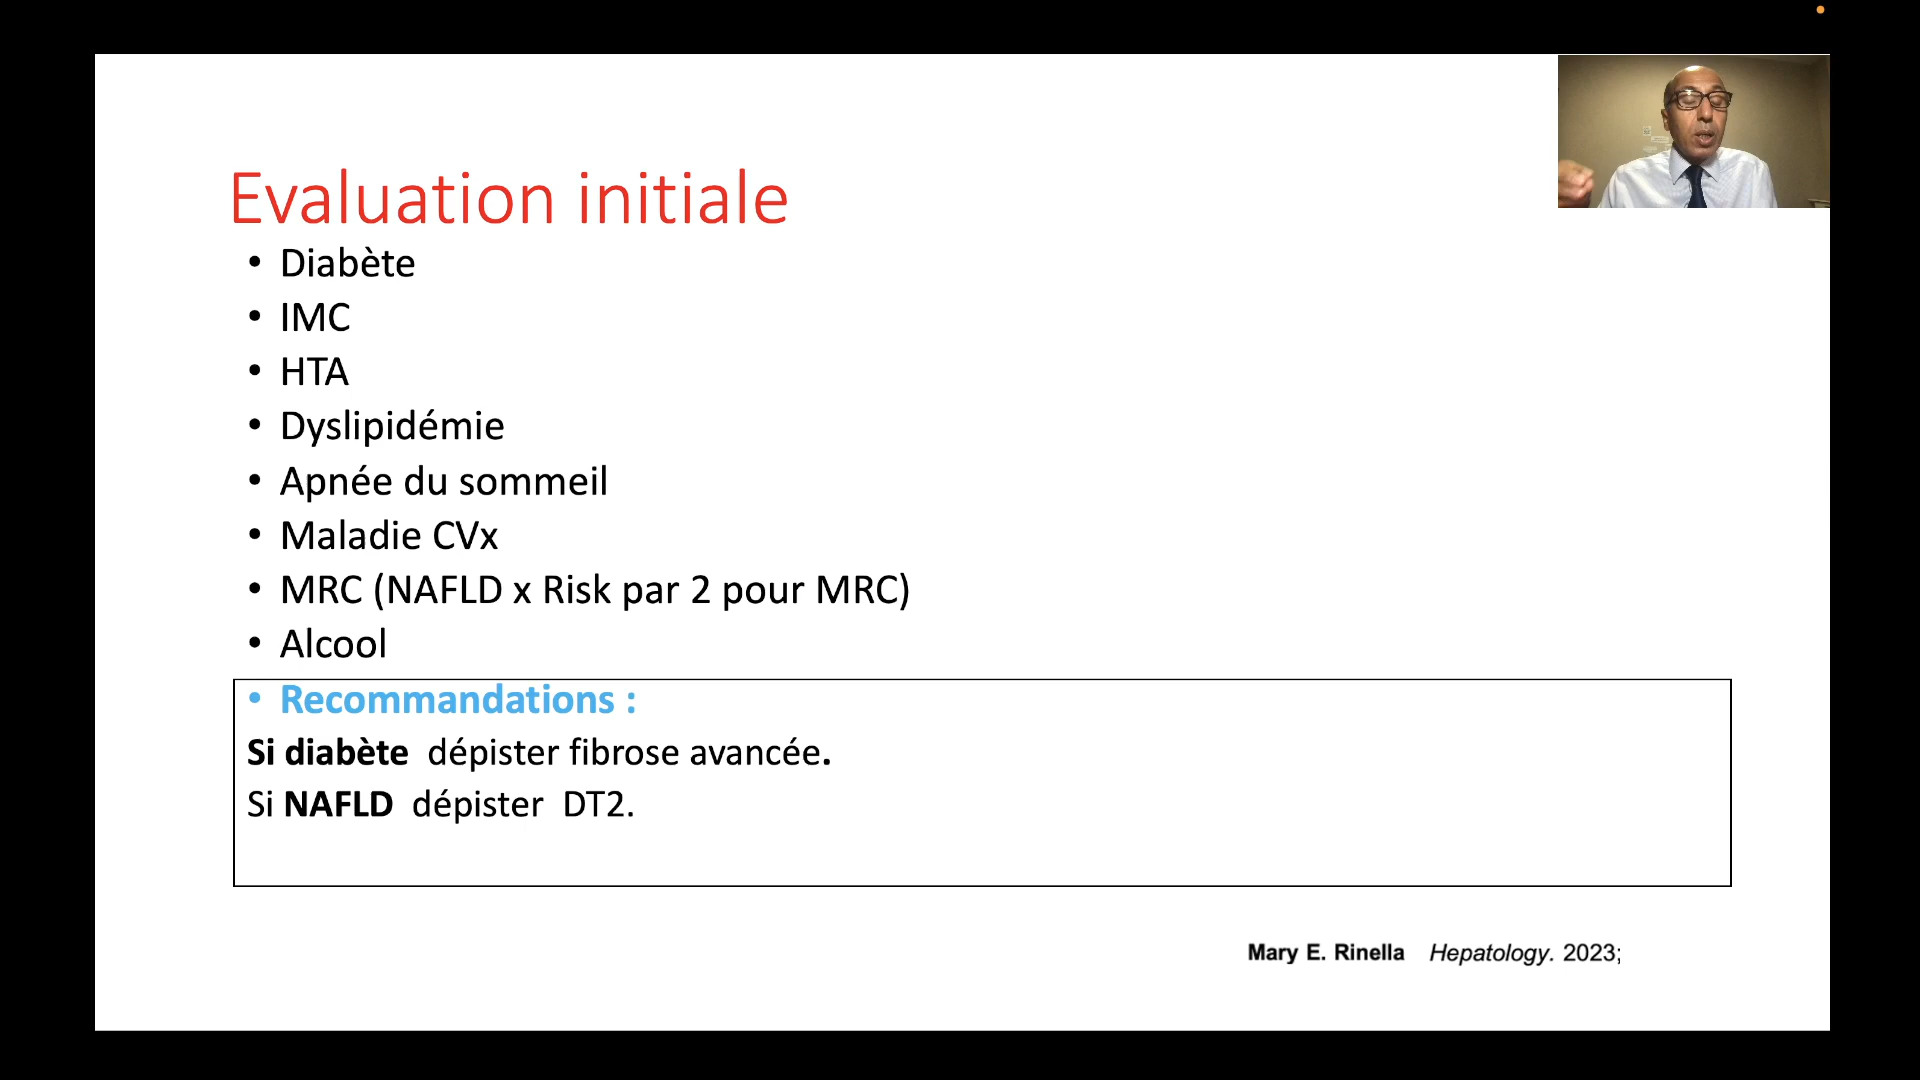 Evaluation initiale
• Diabète
• IMC
• HTA
• Dyslipidémie
• Apnée du sommeil
• Maladie CVx
• MRC (NAFLD x Risk par 2 pour MRC)
• Alcool
• Recommandations :
Si diabète dépister fibrose avancée.
Si NAFLD dépister DT2.
Mary E. Rinella Hepatology. 2023;